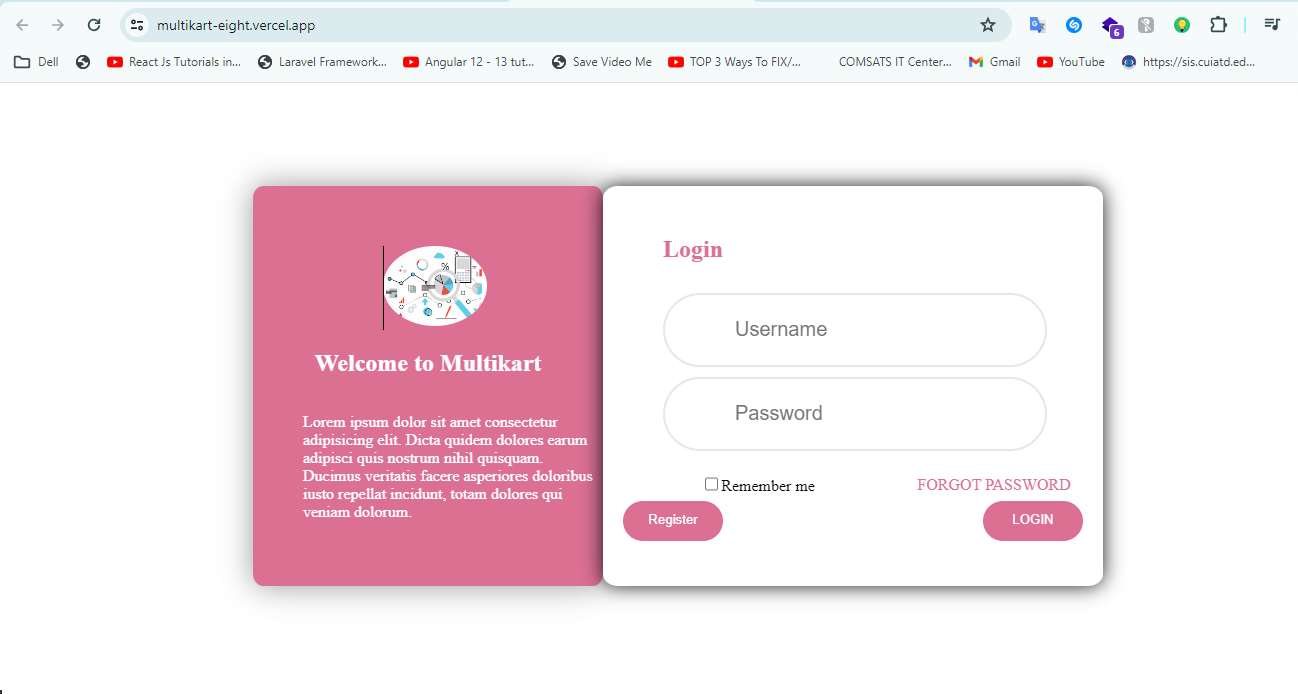 multikart-eight.vercel.app
6
Dell
React Js Tutorials in...
Laravel Framework...
Angular 12 - 13 tut...
Save Video Me
TOP 3 Ways To FIX/...
COMSATS IT Center...
Gmail
YouTube
https://sis.cuiatd.ed...
Welcome to Multikart
Lorem ipsum dolor sit amet consectetur
adipisicing elit. Dicta quidem dolores earum
adipisci quis nostrum nihil quisquam.
Ducimus veritatis facere asperiores doloribus
iusto repellat incidunt, totam dolores qui
veniam dolorum.
Login
Username
Password
Remember me
FORGOT PASSWORD
Register
LOGIN